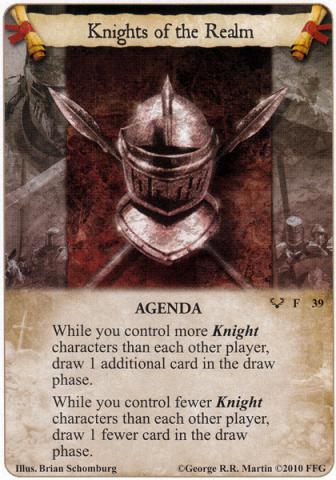 Knights of the Realm
F 39
AGENDA
While you control more Knight
characters than each other player,
draw 1 additional card in the draw
phase.
While you control fewer Knight
characters than each other player,
draw 1 fewer card in the draw
phase.
Illus. Brian Schomburg ©George R.R. Martin ©2010 FFG